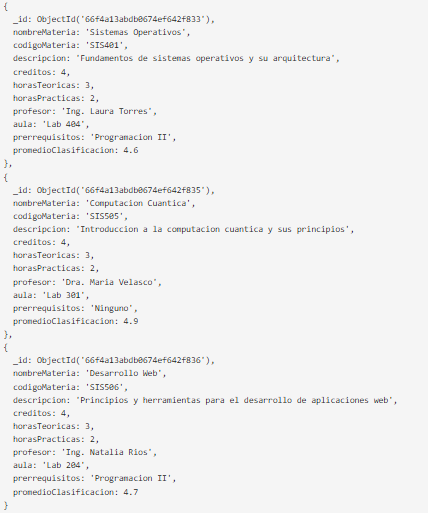 {
_id: ObjectId('66f4a13abdb0674ef642f833'),
nombreMateria: 'Sistemas Operativos',
codigoMateria: 'SIS401',
descripcion: 'Fundamentos de sistemas operativos y su arquitectura',
creditos: 4,
horasTeoricas: 3,
horasPracticas: 2,
profesor: 'Ing. Laura Torres',
aula: 'Lab 404',
prerrequisitos: 'Programacion II',
promedioClasificacion: 4.6
},
{
_id: ObjectId('66f4a13abdb0674ef642f835'),
nombreMateria: 'Computacion Cuantica',
codigoMateria: 'SIS505',
descripcion: 'Introduccion a la computacion cuantica y sus principios',
creditos: 4,
horasTeoricas: 3,
horasPracticas: 2,
profesor: 'Dra. Maria Velasco',
aula: 'Lab 301',
prerrequisitos: 'Ninguno',
promedioClasificacion: 4.9
},
{
_id: ObjectId('66f4a13abdb0674ef642f836'),
nombreMateria: 'Desarrollo Web',
codigoMateria: 'SIS506',
descripcion: 'Principios y herramientas para el desarrollo de aplicaciones web',
creditos: 4,
horasTeoricas: 3,
horasPracticas: 2,
profesor: 'Ing. Natalia Rios',
aula: 'Lab 204',
prerrequisitos: 'Programacion II',
promedioClasificacion: 4.7
}